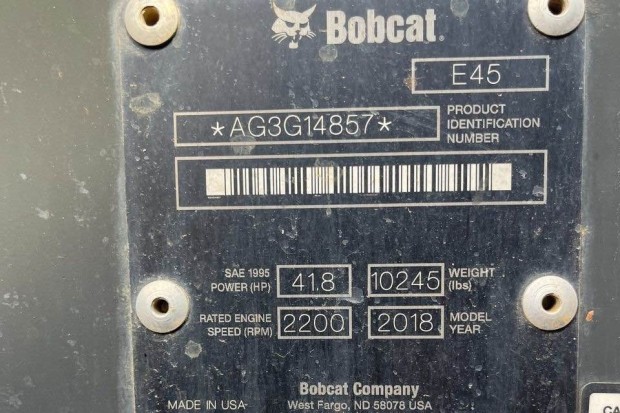 Bobcat.
E45
*AG3G14857*
PRODUCT
IDENTIFICATION
NUMBER
SAE 1995
POWER (HP)
41.8
10245
WEIGHT
(lbs)
RATED ENGINE
SPEED (RPM)
2200
2018
MODEL
YEAR
Bobcat Company
MADE IN USA
West Fargo, ND 58078 USA
CA